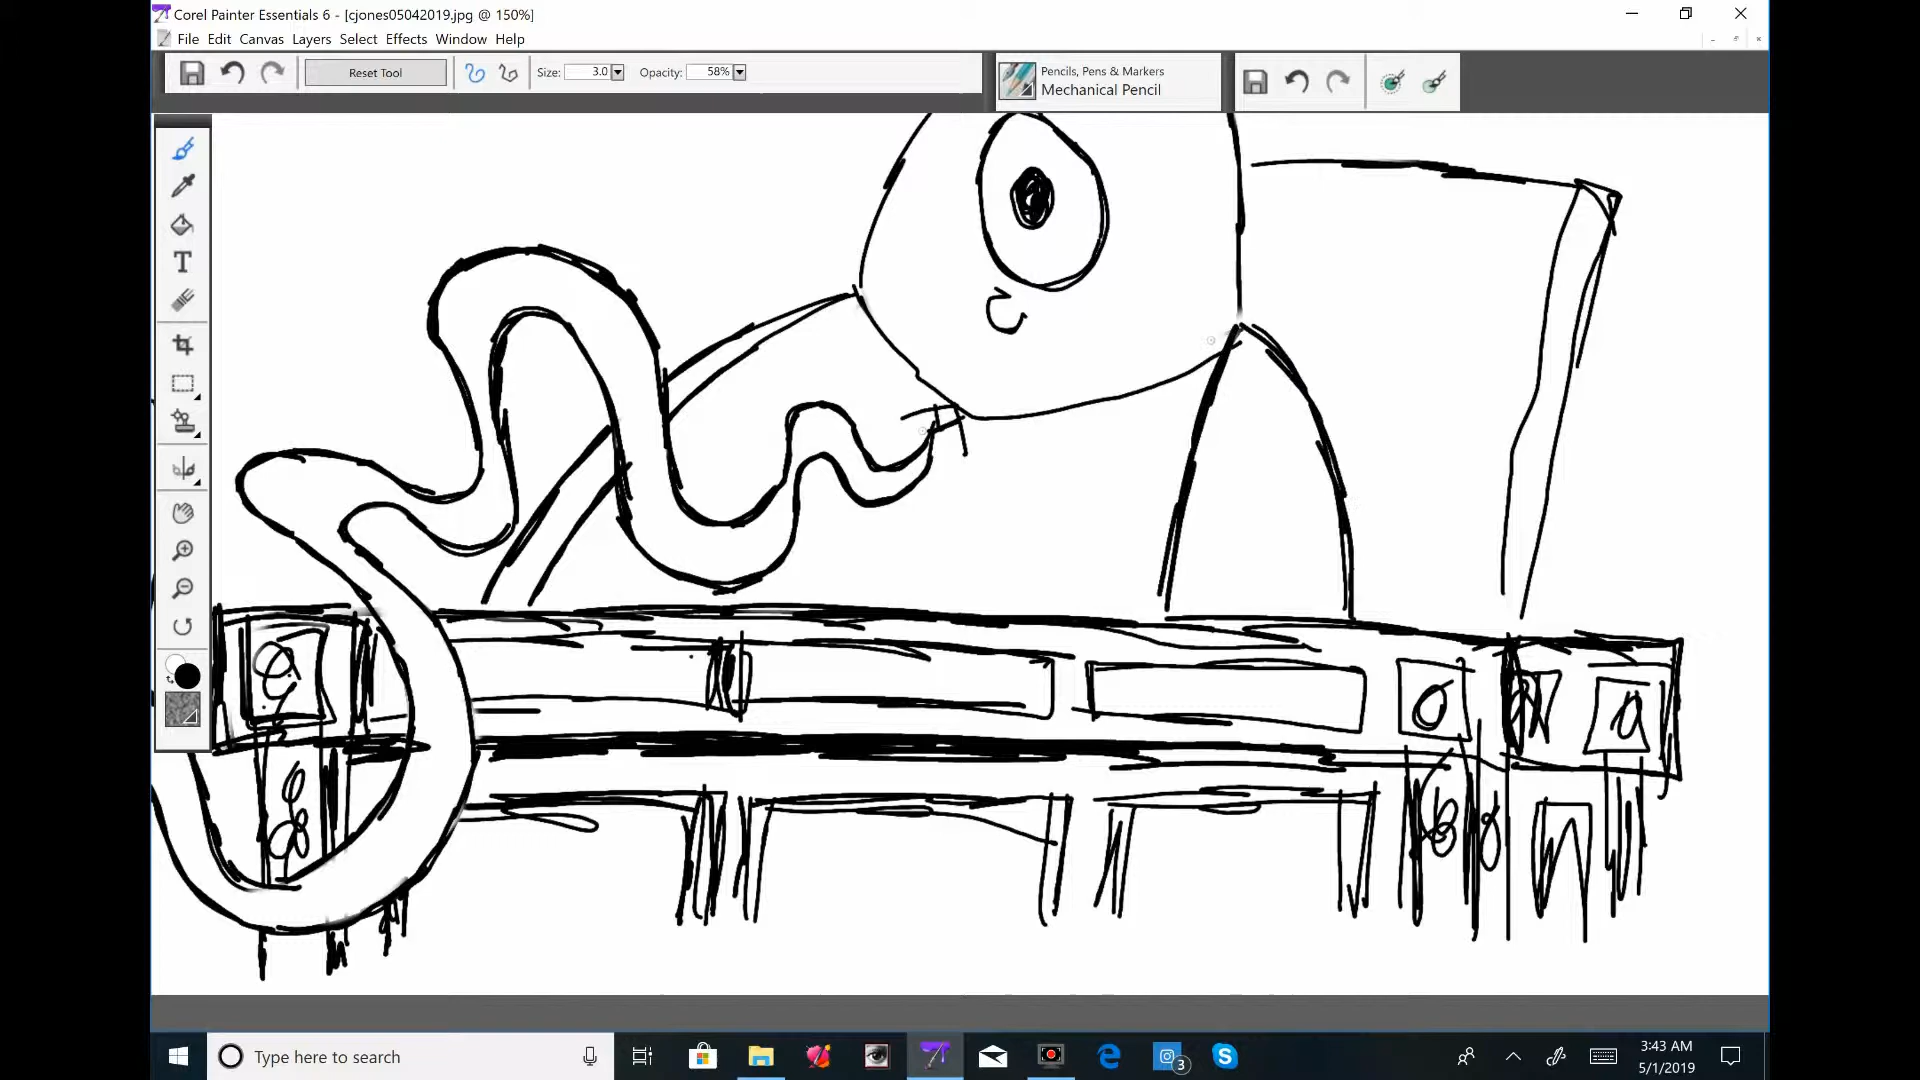 Corel Painter Essentials 6 - [cjones05042019.jpg @ 150%]
File Edit Canvas Layers Select Effects Window Help
Reset Tool Size: 3.0 Opacity: 58%
Pencils, Pens & Markers
Mechanical Pencil
T
Type here to search
3
3:43 AM
5/1/2019